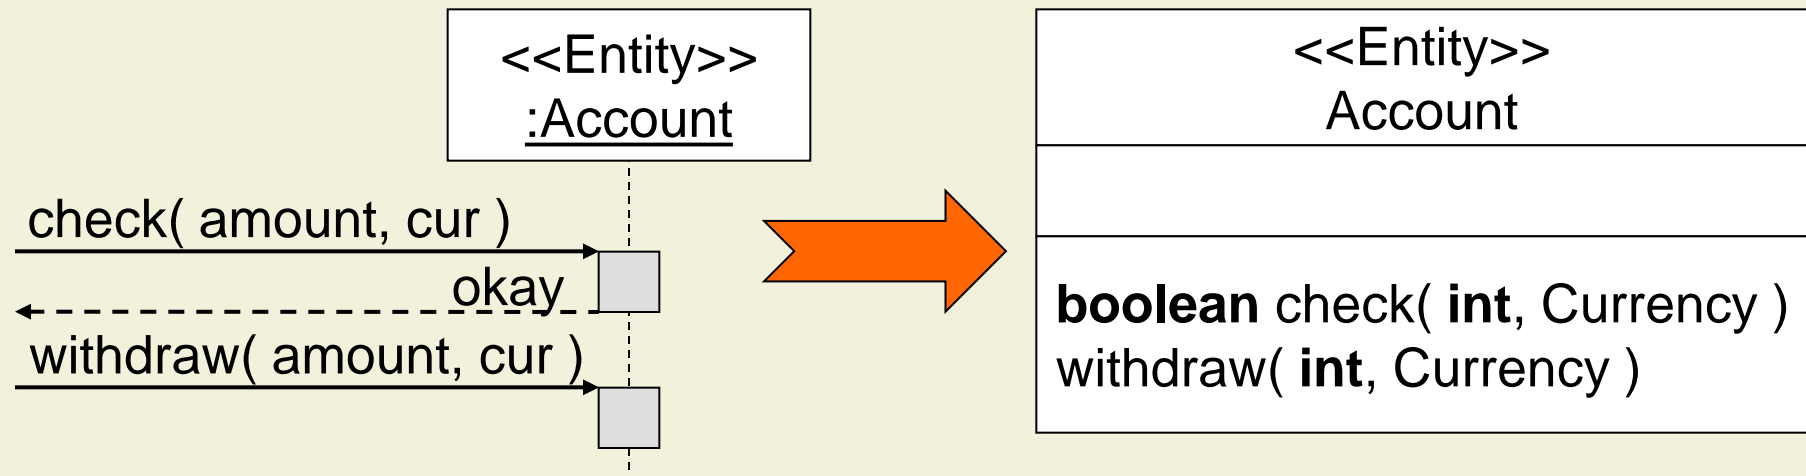 <<Entity>>
:Account
check( amount, cur )
okay
withdraw( amount, cur )
<<Entity>>
Account
boolean check( int, Currency )
withdraw( int, Currency )